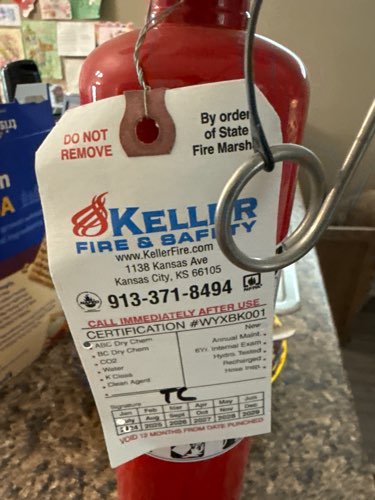 DO NOT
REMOVE
By order
of State
Fire Marsh
KELLER
FIRE & SAFETY
www.KellerFire.com
1138 Kansas Ave
Kansas City, KS 66105
913-371-8494
CALL IMMEDIATELY AFTER USE
CERTIFICATION #WYXBK001
ABC Dry Chem
BC Dry Chem
CO2
Water
K Class
Clean Agent
New
Annual Maint.
6Yr. Internal Exam
Hydro Tested
Recharged
Hose Insp.
TC
Signature
Jan Feb Mar Apr May Jun
July Aug Sept Oct Nov Dec
2025 2026 2027 2028 2029
VOID 12 MONTHS FROM DATE PUNCHED